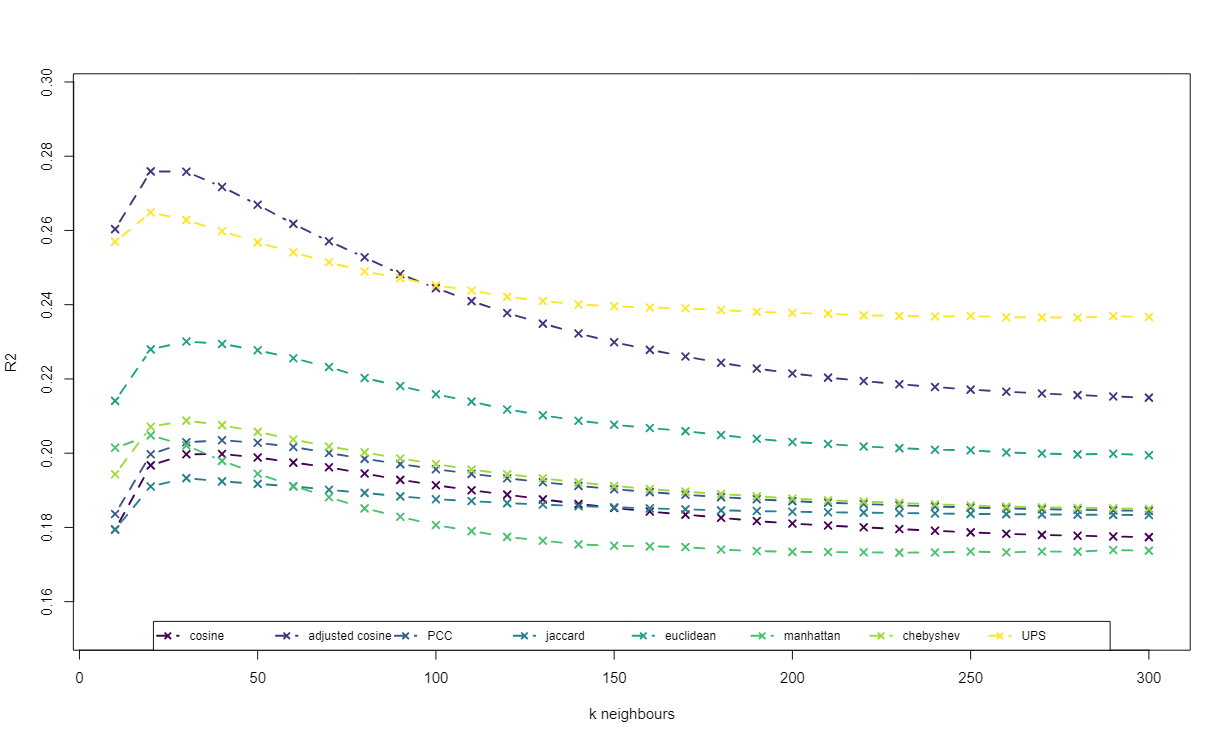 0.30
0.28
0.26
0.24
0.22
0.20
0.18
0.16
R2
cosine adjusted cosine PCC jaccard euclidean manhattan chebyshev UPS
0 50 100 150 200 250 300
k neighbours